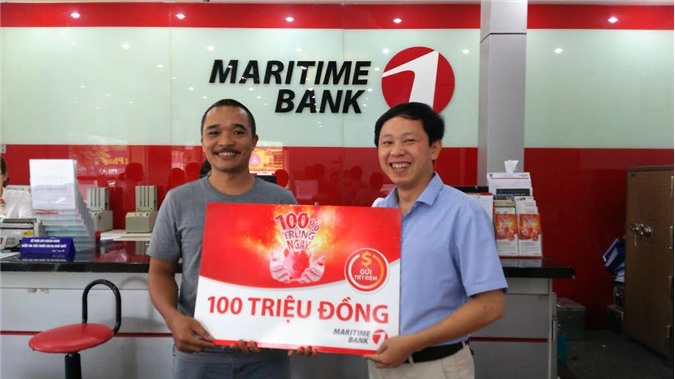 MARITIME
BANK
100%
TRÚNG
NGAY
$
GỬI
TIẾT KIỆM
100 TRIỆU ĐỒNG
MARITIME
BANK